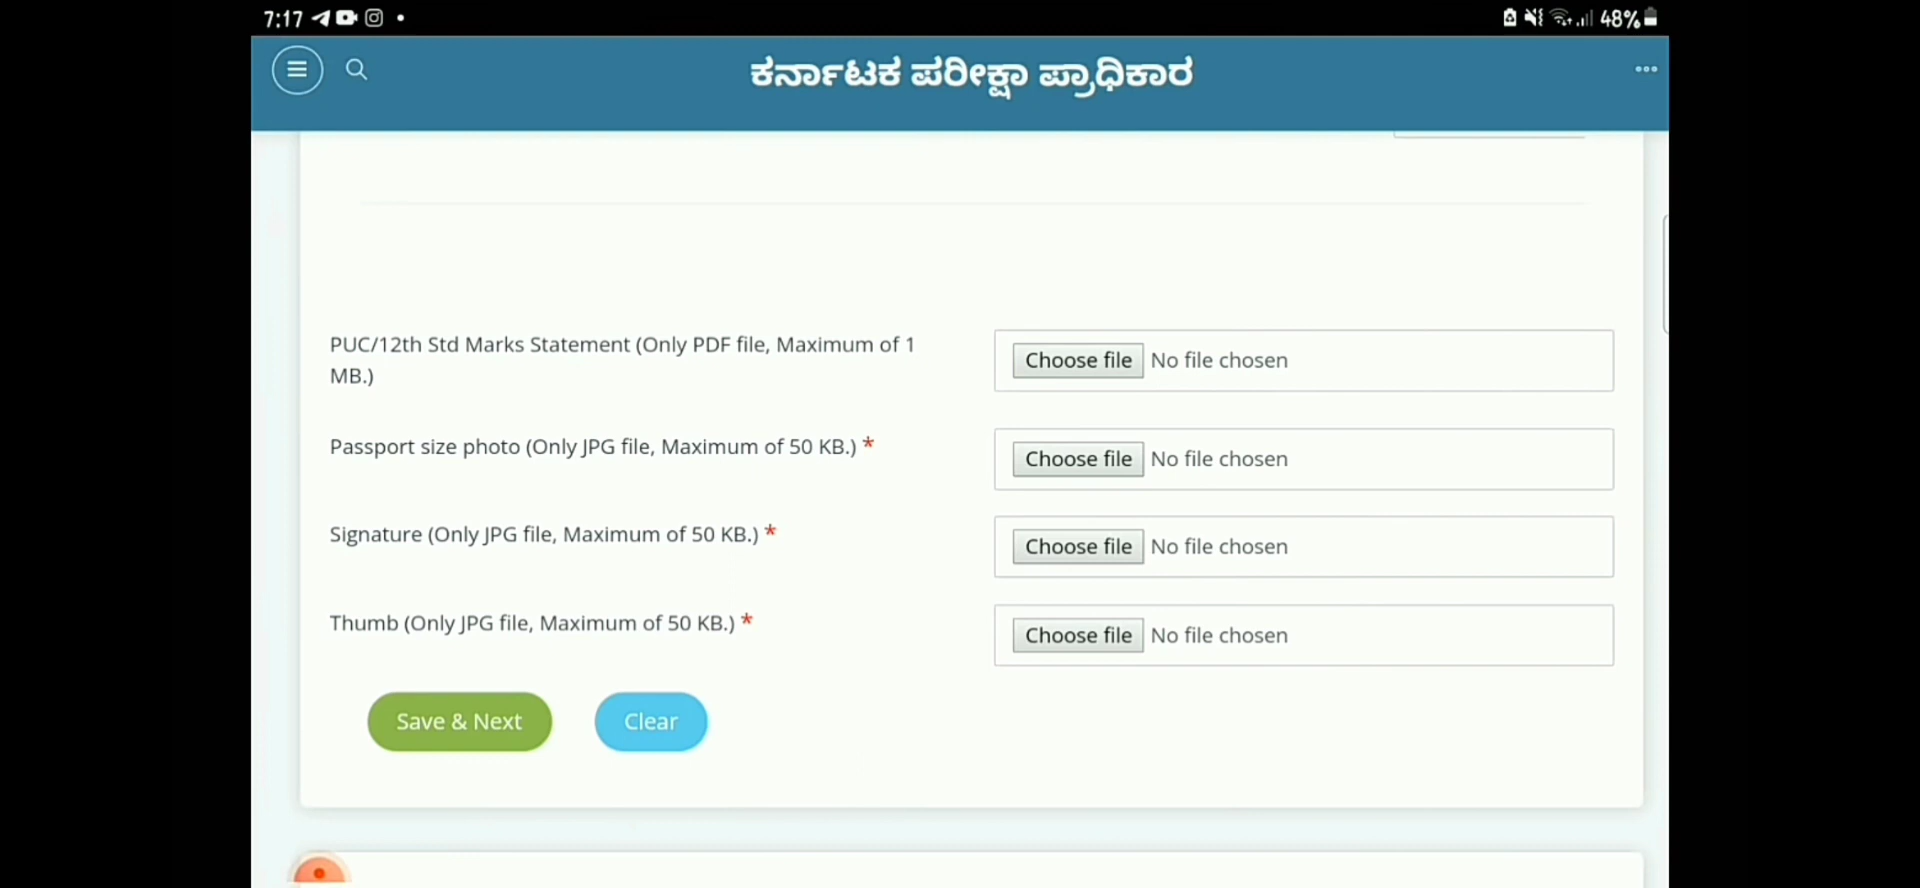 7:17
48%
ಕರ್ನಾಟಕ ಪರೀಕ್ಷಾ ಪ್ರಾಧಿಕಾರ
PUC/12th Std Marks Statement (Only PDF file, Maximum of 1
MB.)
Choose file No file chosen
Passport size photo (Only JPG file, Maximum of 50 KB.) *
Choose file No file chosen
Signature (Only JPG file, Maximum of 50 KB.) *
Choose file No file chosen
Thumb (Only JPG file, Maximum of 50 KB.) *
Choose file No file chosen
Save & Next
Clear